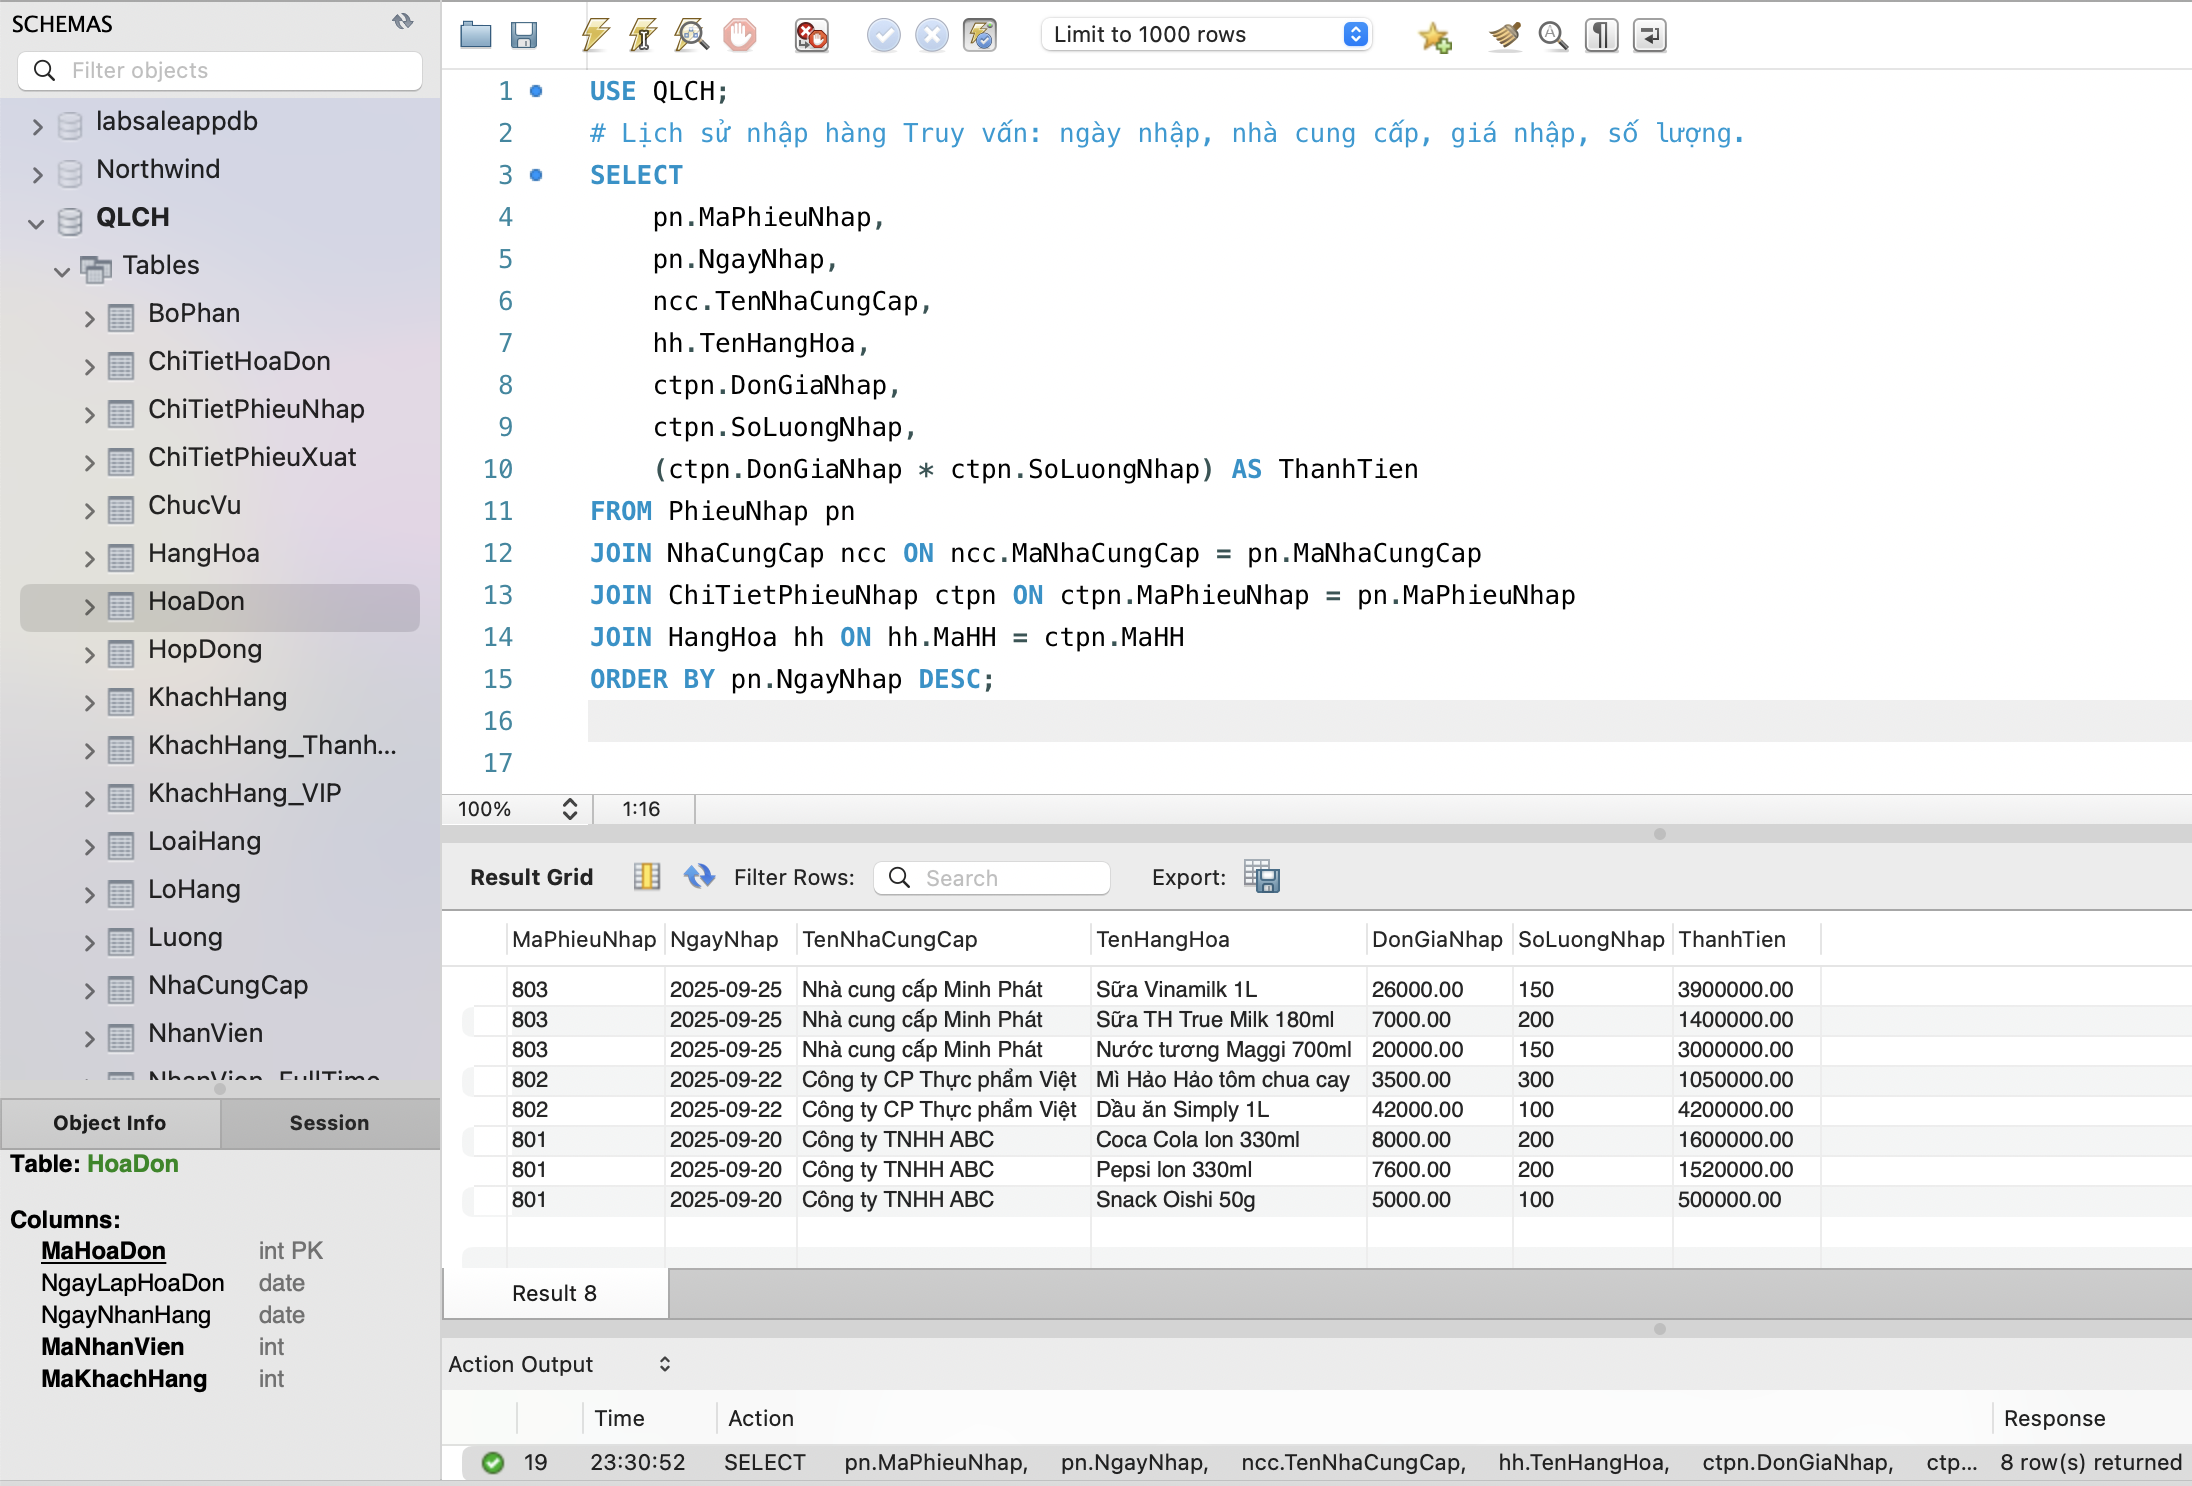 SCHEMAS
Filter objects
labsaleappdb
Northwind
QLCH
Tables
BoPhan
ChiTietHoaDon
ChiTietPhieuNhap
ChiTietPhieuXuat
ChucVu
HangHoa
HoaDon
HopDong
KhachHang
KhachHang_Thanh...
KhachHang_VIP
LoaiHang
LoHang
Luong
NhaCungCap
NhanVien
NhanVien_FullTime
Object Info Session
Table: HoaDon
Columns:
MaHoaDon int PK
NgayLapHoaDon date
NgayNhanHang date
MaNhanVien int
MaKhachHang int
Limit to 1000 rows
1 USE QLCH;
2 # Lịch sử nhập hàng Truy vấn: ngày nhập, nhà cung cấp, giá nhập, số lượng.
3 SELECT
4 pn.MaPhieuNhap,
5 pn.NgayNhap,
6 ncc.TenNhaCungCap,
7 hh.TenHangHoa,
8 ctpn.DonGiaNhap,
9 ctpn.SoLuongNhap,
10 (ctpn.DonGiaNhap * ctpn.SoLuongNhap) AS ThanhTien
11 FROM PhieuNhap pn
12 JOIN NhaCungCap ncc ON ncc.MaNhaCungCap = pn.MaNhaCungCap
13 JOIN ChiTietPhieuNhap ctpn ON ctpn.MaPhieuNhap = pn.MaPhieuNhap
14 JOIN HangHoa hh ON hh.MaHH = ctpn.MaHH
15 ORDER BY pn.NgayNhap DESC;
16
17
100% 1:16
Result Grid Filter Rows: Search Export:
MaPhieuNhap NgayNhap TenNhaCungCap TenHangHoa DonGiaNhap SoLuongNhap ThanhTien
803 2025-09-25 Nhà cung cấp Minh Phát Sữa Vinamilk 1L 26000.00 150 3900000.00
803 2025-09-25 Nhà cung cấp Minh Phát Sữa TH True Milk 180ml 7000.00 200 1400000.00
803 2025-09-25 Nhà cung cấp Minh Phát Nước tương Maggi 700ml 20000.00 150 3000000.00
802 2025-09-22 Công ty CP Thực phẩm Việt Mì Hảo Hảo tôm chua cay 3500.00 300 1050000.00
802 2025-09-22 Công ty CP Thực phẩm Việt Dầu ăn Simply 1L 42000.00 100 4200000.00
801 2025-09-20 Công ty TNHH ABC Coca Cola lon 330ml 8000.00 200 1600000.00
801 2025-09-20 Công ty TNHH ABC Pepsi lon 330ml 7600.00 200 1520000.00
801 2025-09-20 Công ty TNHH ABC Snack Oishi 50g 5000.00 100 500000.00
Result 8
Action Output
Time Action Response
19 23:30:52 SELECT pn.MaPhieuNhap, pn.NgayNhap, ncc.TenNhaCungCap, hh.TenHangHoa, ctpn.DonGiaNhap, ctp... 8 row(s) returned